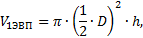 V₁ЭВП = π · (1/2 · D)² · h,